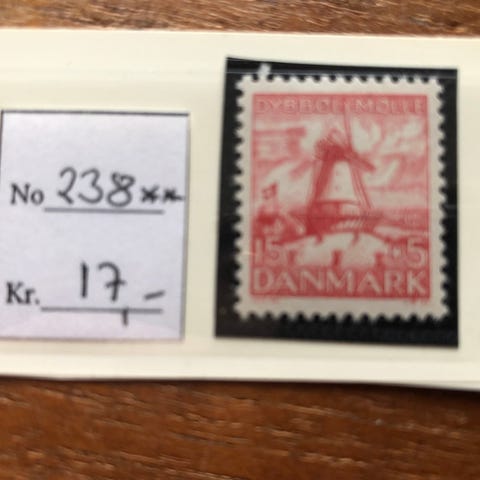 No 238**
Kr. 17,-
DYBBØL MØLLE
15 + 5
DANMARK